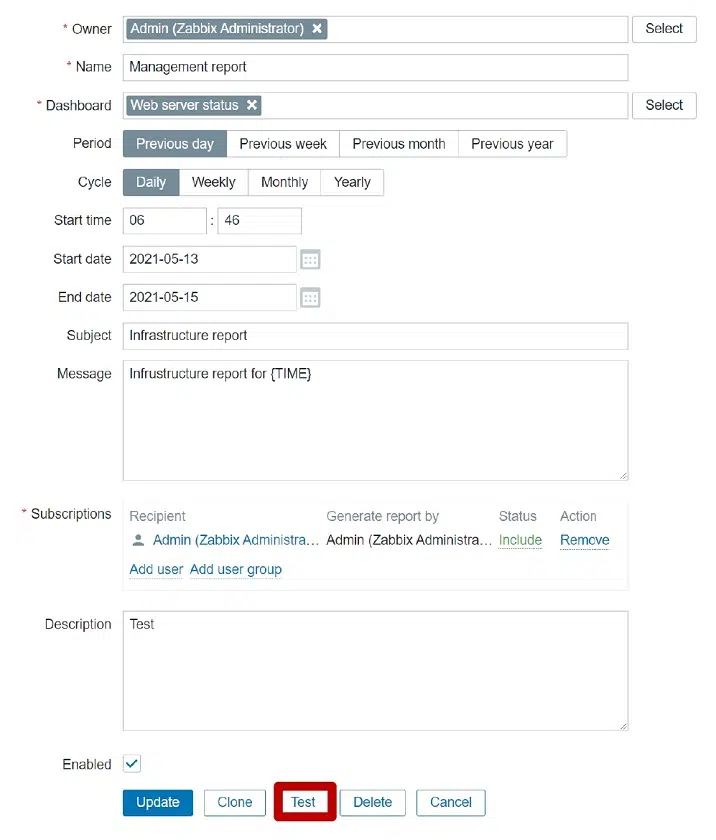 * Owner Admin (Zabbix Administrator) ✖ Select
* Name Management report
* Dashboard Web server status ✖ Select
Period Previous day Previous week Previous month Previous year
Cycle Daily Weekly Monthly Yearly
Start time 06 : 46
Start date 2021-05-13
End date 2021-05-15
Subject Infrastructure report
Message Infrustructure report for {TIME}
* Subscriptions Recipient Generate report by Status Action
Admin (Zabbix Administra... Admin (Zabbix Administra... Include Remove
Add user Add user group
Description Test
Enabled
Update Clone Test Delete Cancel